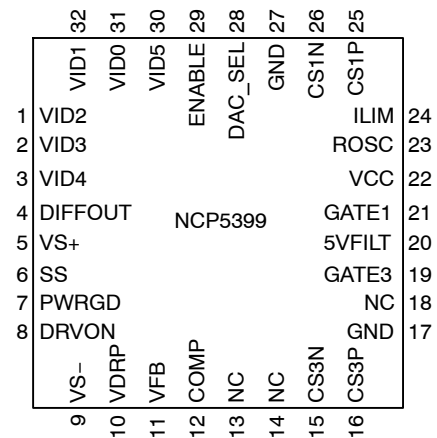 32 31 30 29 28 27 26 25
VID1 VID0 VID5 ENABLE DAC_SEL GND CS1N CS1P
1 VID2
2 VID3
3 VID4
4 DIFFOUT
5 VS+
6 SS
7 PWRGD
8 DRVON
NCP5399
ILIM 24
ROSC 23
VCC 22
GATE1 21
5VFILT 20
GATE3 19
NC 18
GND 17
VS− VDRP VFB COMP NC NC CS3N CS3P
9 10 11 12 13 14 15 16